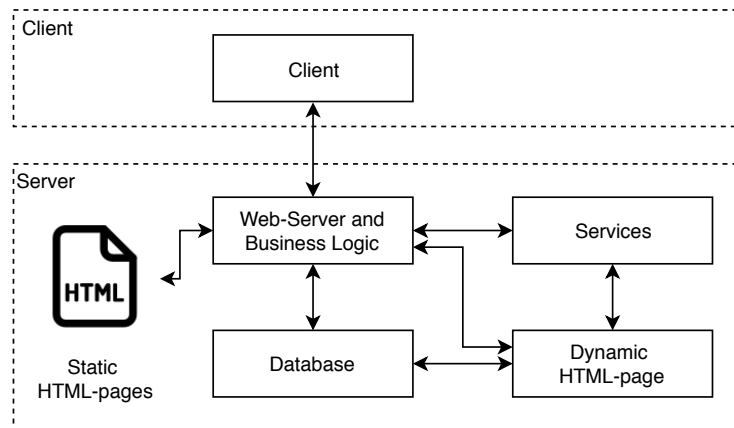 Client
Client
Server
Web-Server and
Business Logic
Services
HTML
Static
HTML-pages
Database
Dynamic
HTML-page